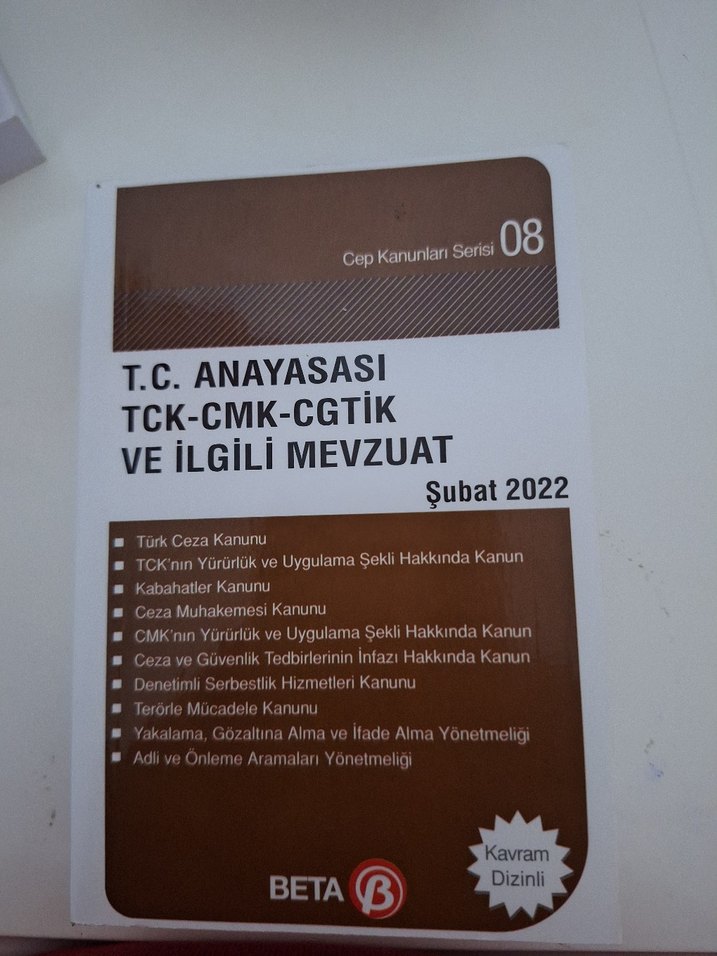 Cep Kanunları Serisi 08
T.C. ANAYASASI
TCK-CMK-CGTİK
VE İLGİLİ MEVZUAT
Şubat 2022
Türk Ceza Kanunu
TCK'nın Yürürlük ve Uygulama Şekli Hakkında Kanun
Kabahatler Kanunu
Ceza Muhakemesi Kanunu
CMK'nın Yürürlük ve Uygulama Şekli Hakkında Kanun
Ceza ve Güvenlik Tedbirlerinin İnfazı Hakkında Kanun
Denetimli Serbestlik Hizmetleri Kanunu
Terörle Mücadele Kanunu
Yakalama, Gözaltına Alma ve İfade Alma Yönetmeliği
Adli ve Önleme Aramaları Yönetmeliği
Kavram
Dizinli
BETA β